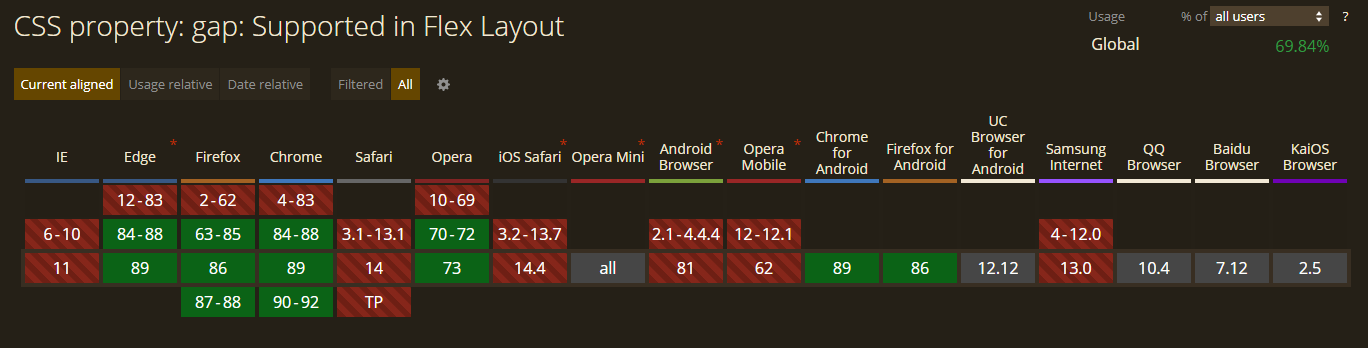 CSS property: gap: Supported in Flex Layout
Usage % of all users ?
Global 69.84%
Current aligned Usage relative Date relative Filtered All
IE Edge * Firefox Chrome Safari Opera iOS Safari * Opera Mini * Android Browser * Opera Mobile * Chrome for Android Firefox for Android UC Browser for Android Samsung Internet QQ Browser Baidu Browser KaiOS Browser
12-83 2-62 4-83 10-69
6-10 84-88 63-85 84-88 3.1-13.1 70-72 3.2-13.7 2.1-4.4.4 12-12.1 4-12.0
11 89 86 89 14 73 14.4 all 81 62 89 86 12.12 13.0 10.4 7.12 2.5
87-88 90-92 TP